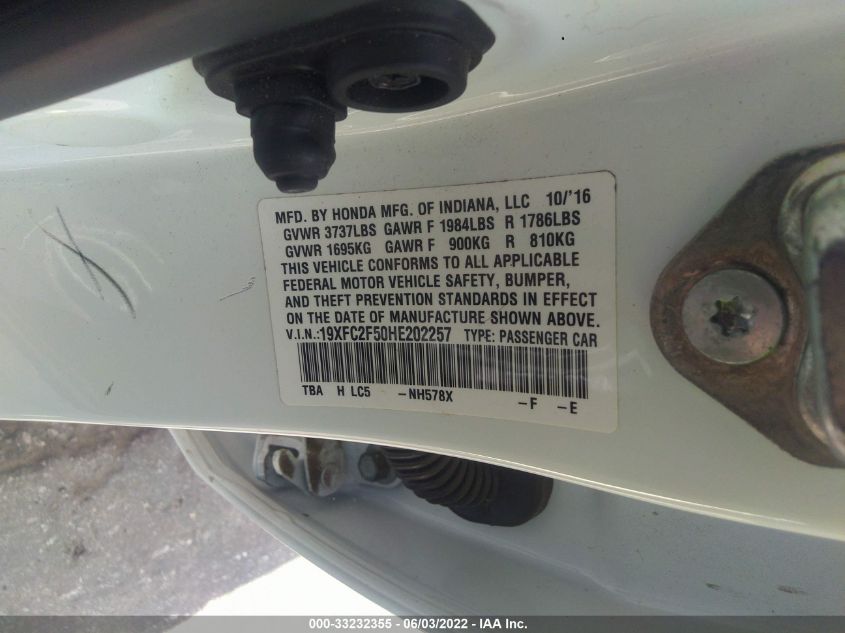 MFD. BY HONDA MFG. OF INDIANA, LLC 10/'16
GVWR 3737LBS GAWR F 1984LBS R 1786LBS
GVWR 1695KG GAWR F 900KG R 810KG
THIS VEHICLE CONFORMS TO ALL APPLICABLE
FEDERAL MOTOR VEHICLE SAFETY, BUMPER,
AND THEFT PREVENTION STANDARDS IN EFFECT
ON THE DATE OF MANUFACTURE SHOWN ABOVE.
V.I.N.:19XFC2F50HE202257 TYPE: PASSENGER CAR
TBA H LC5 -NH578X -F -E
000-33232355 - 06/03/2022 - IAA Inc.